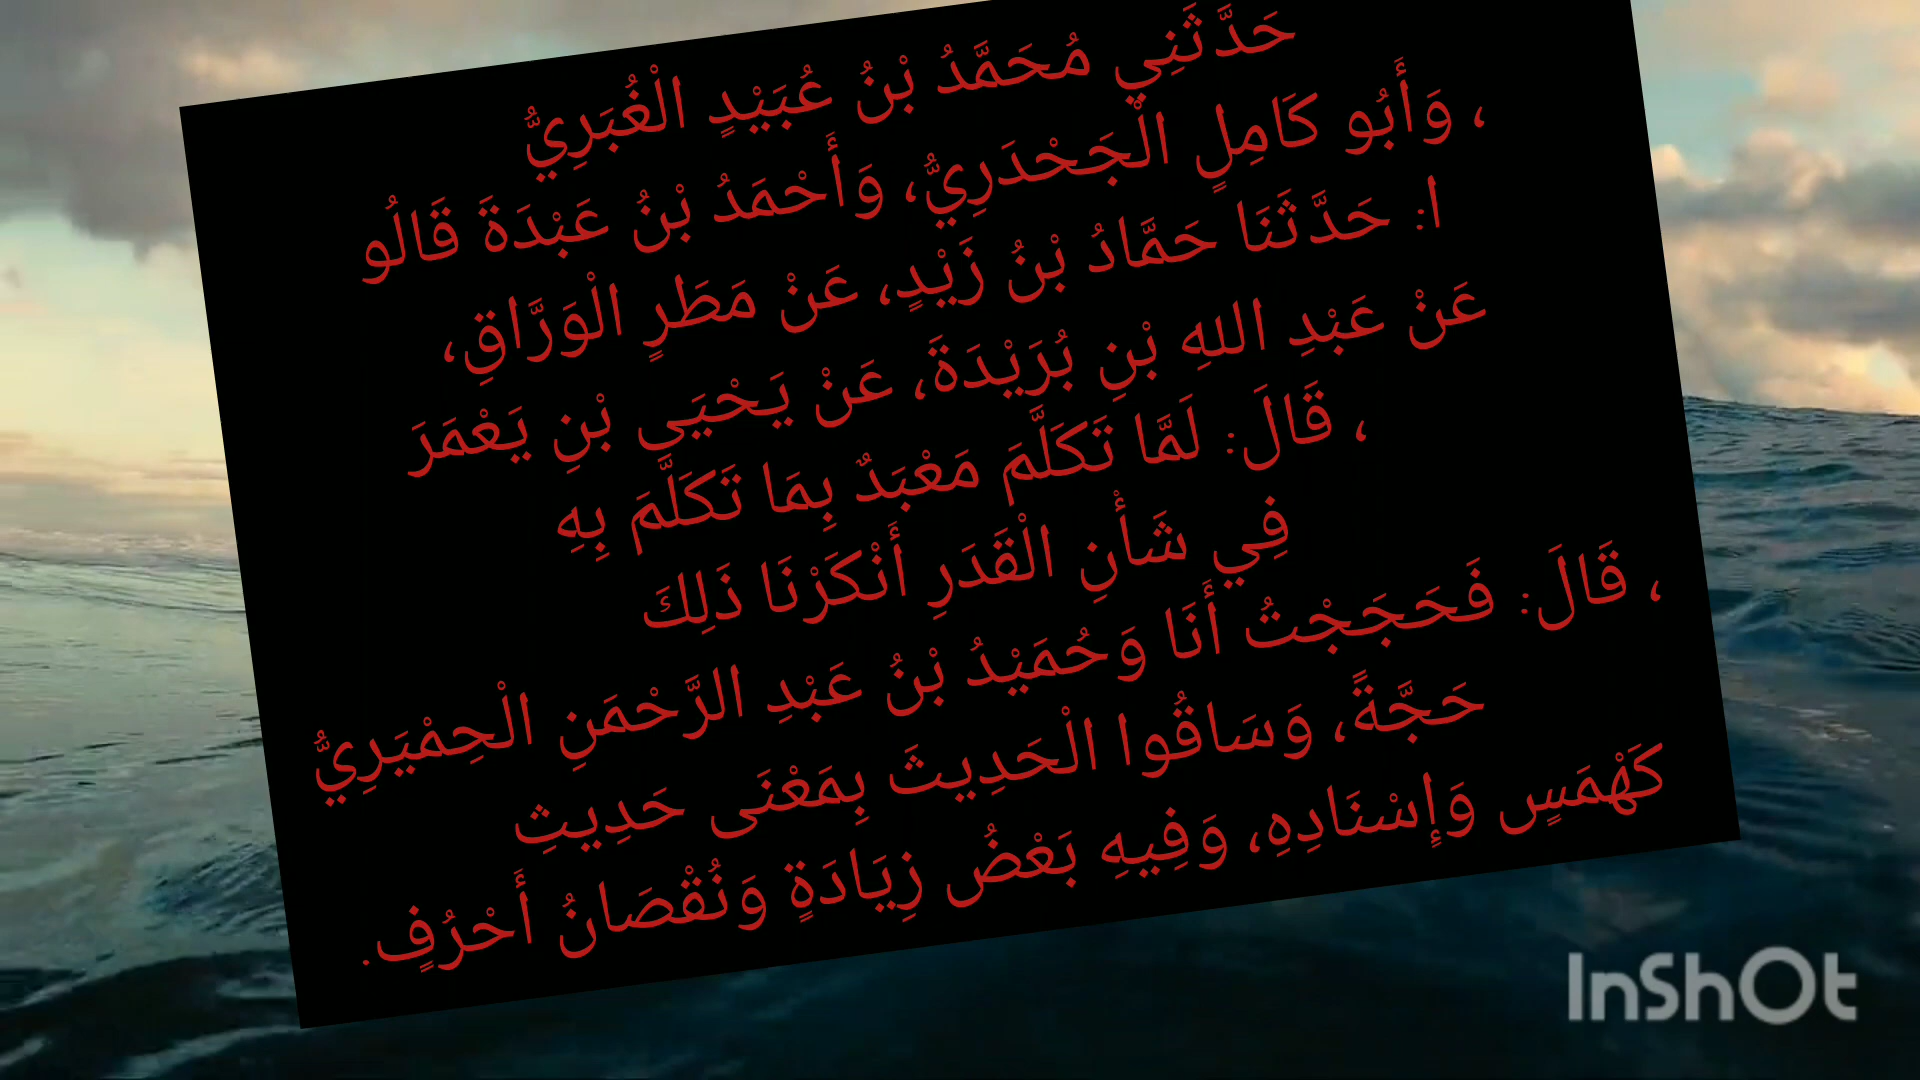 حَدَّثَنِي مُحَمَّدُ بْنُ عُبَيْدٍ الْغُبَرِيُّ
، وَأَبُو كَامِلٍ الْجَحْدَرِيُّ، وَأَحْمَدُ بْنُ عَبْدَةَ قَالُو
ا: حَدَّثَنَا حَمَّادُ بْنُ زَيْدٍ، عَنْ مَطَرٍ الْوَرَّاقِ،
عَنْ عَبْدِ اللهِ بْنِ بُرَيْدَةَ، عَنْ يَحْيَى بْنِ يَعْمَرَ
، قَالَ: لَمَّا تَكَلَّمَ مَعْبَدٌ بِمَا تَكَلَّمَ بِهِ
فِي شَأْنِ الْقَدَرِ أَنْكَرْنَا ذَلِكَ
، قَالَ: فَحَجَجْتُ أَنَا وَحُمَيْدُ بْنُ عَبْدِ الرَّحْمَنِ الْحِمْيَرِيُّ
حَجَّةً، وَسَاقُوا الْحَدِيثَ بِمَعْنَى حَدِيثِ
كَهْمَسٍ وَإِسْنَادِهِ، وَفِيهِ بَعْضُ زِيَادَةٍ وَنُقْصَانُ أَحْرُفٍ.
InShOt